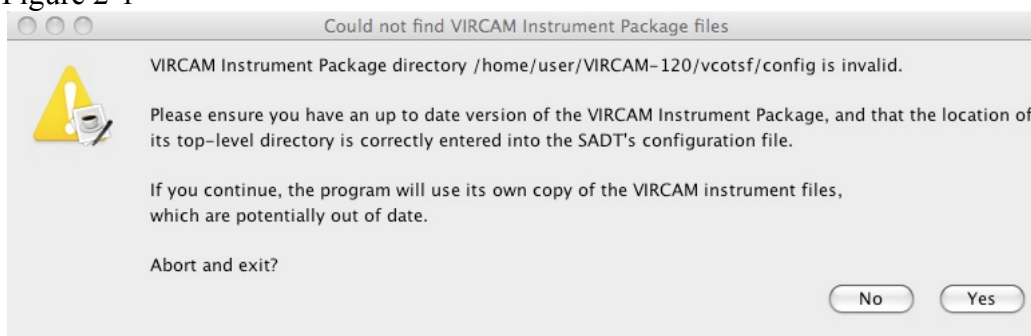 Could not find VIRCAM Instrument Package files
VIRCAM Instrument Package directory /home/user/VIRCAM-120/vcotsf/config is invalid.
Please ensure you have an up to date version of the VIRCAM Instrument Package, and that the location of
its top-level directory is correctly entered into the SADT's configuration file.
If you continue, the program will use its own copy of the VIRCAM instrument files,
which are potentially out of date.
Abort and exit?
No Yes